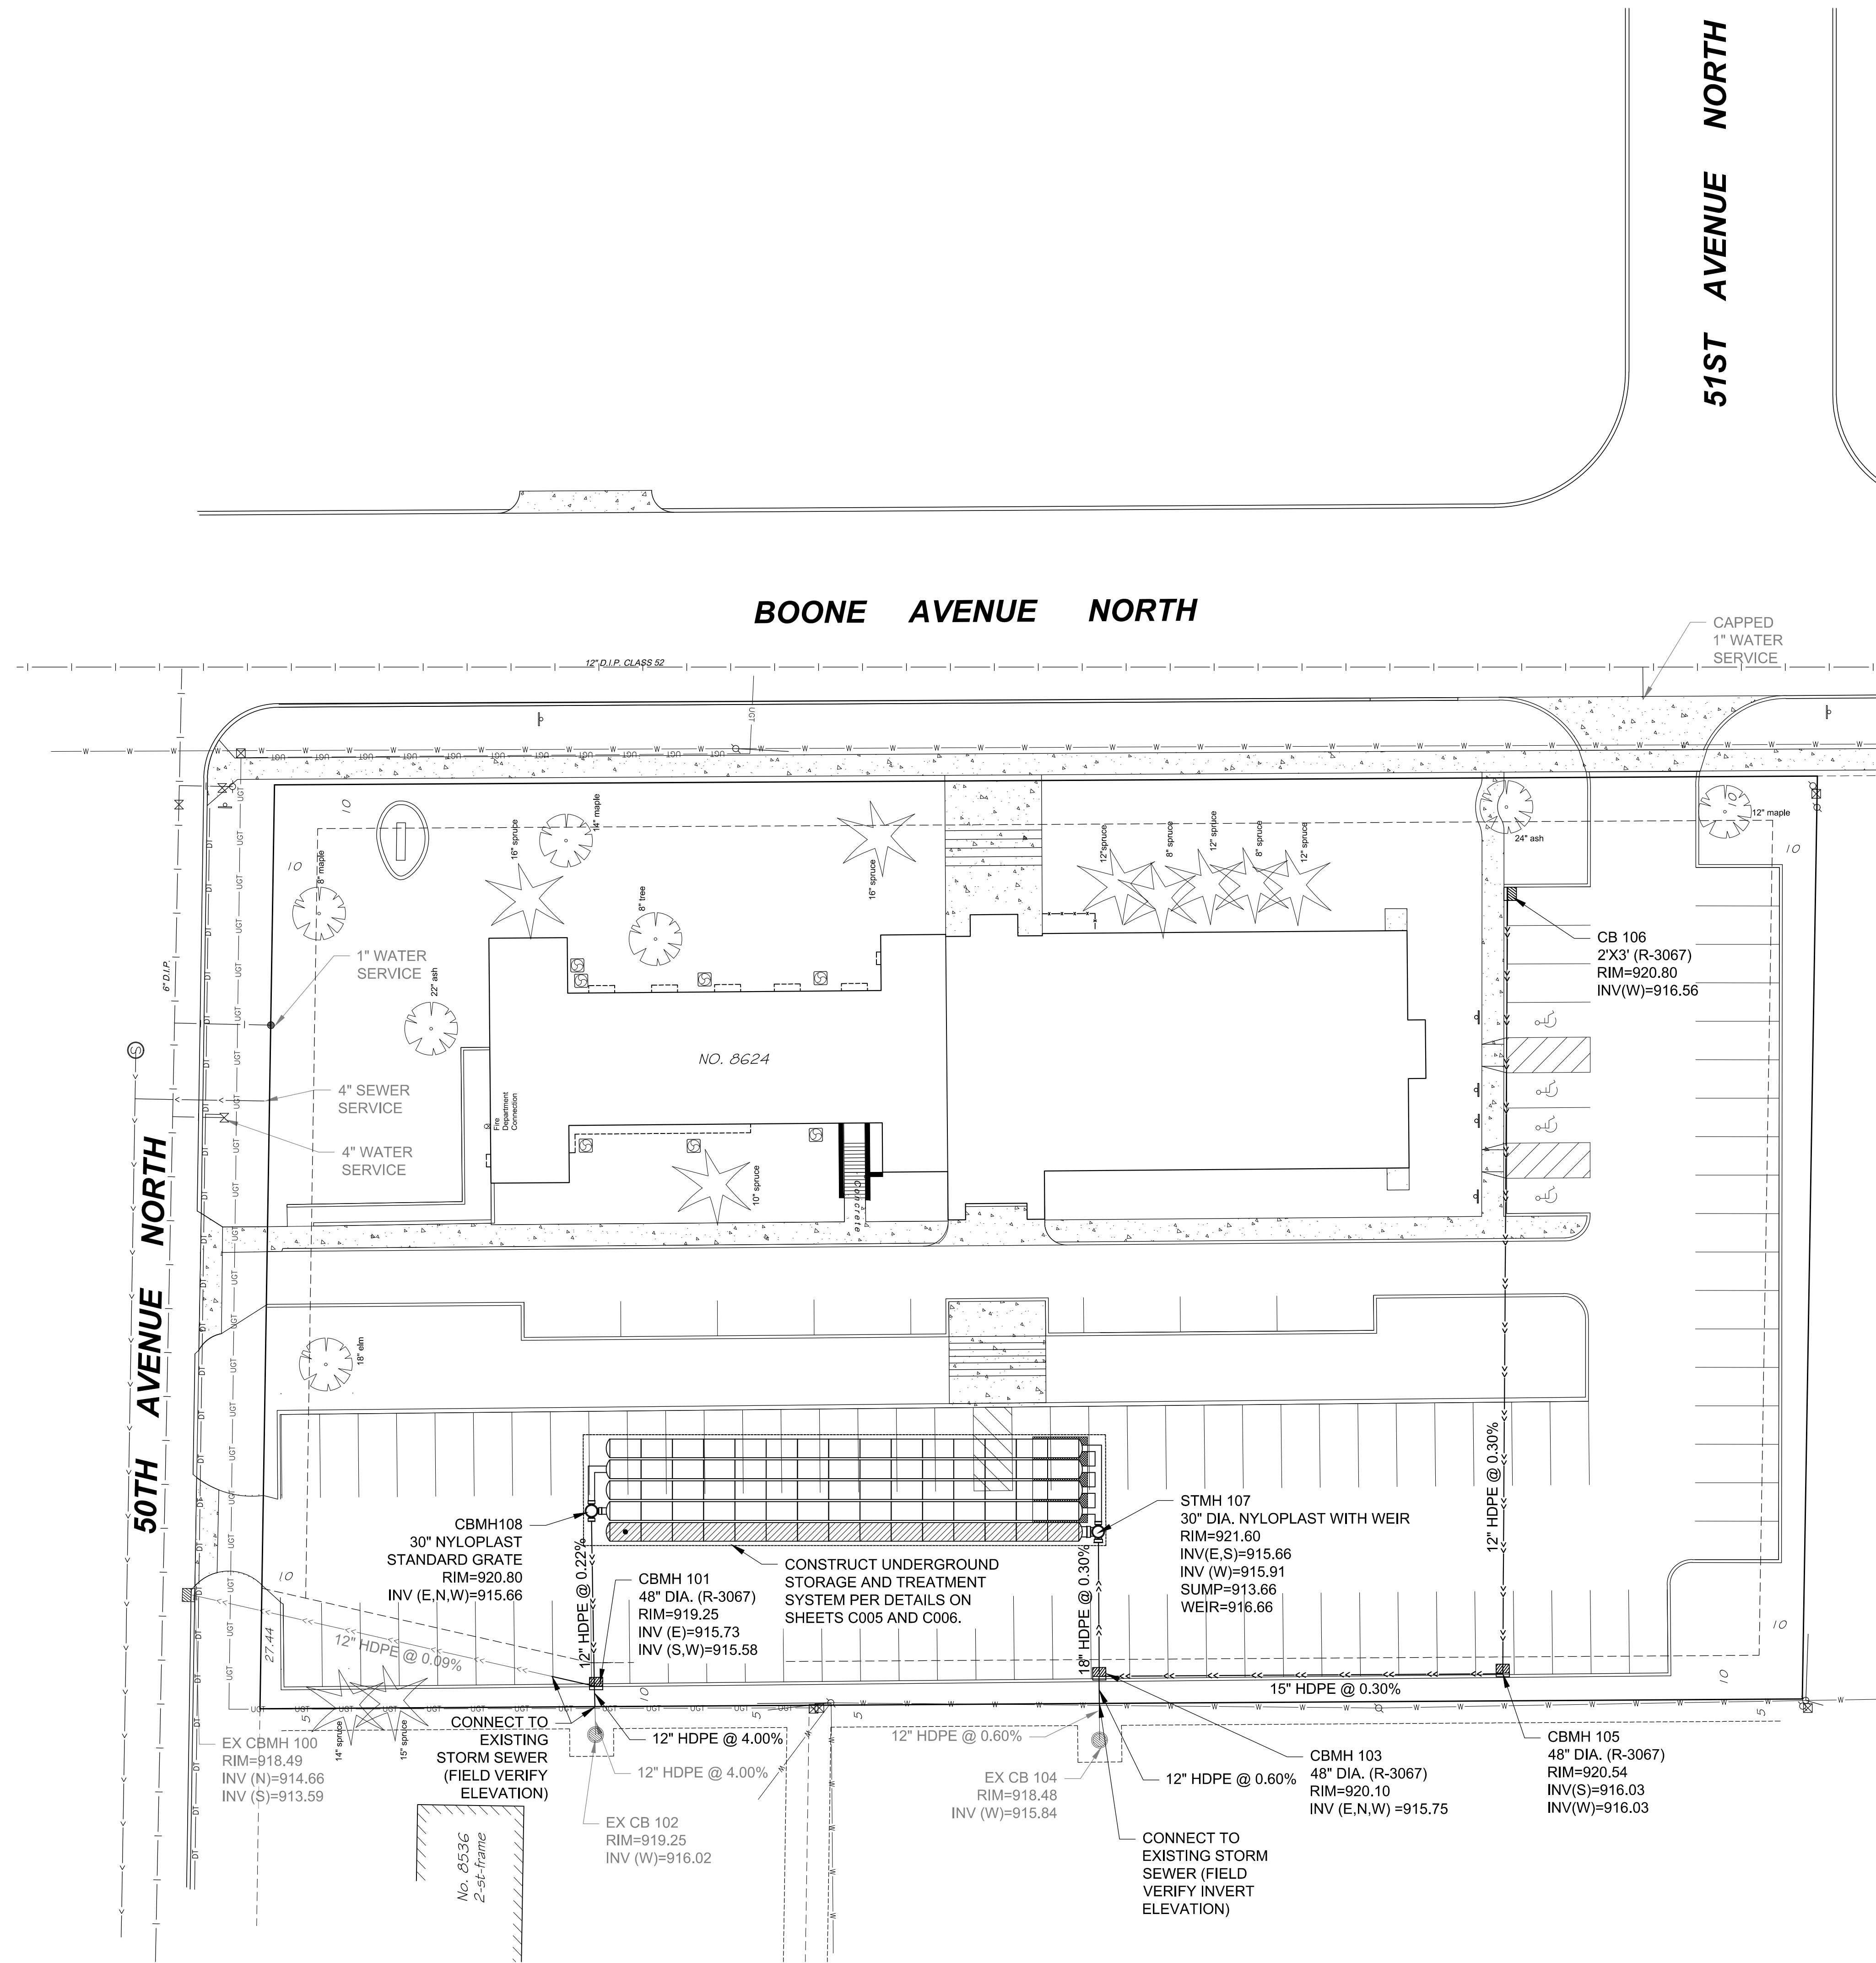 51ST AVENUE NORTH
BOONE AVENUE NORTH
CAPPED
1" WATER
SERVICE
12" D.I.P. CLASS 52
UGT
W
10
8" maple
16" spruce
14" maple
8" tree
16" spruce
12" spruce
8" spruce
12" spruce
8" spruce
12" spruce
24" ash
12" maple
10
10
CB 106
2'X3' (R-3067)
RIM=920.80
INV(W)=916.56
6" D.I.P.
1" WATER
SERVICE
22" ash
NO. 8624
S
4" SEWER
SERVICE
4" WATER
SERVICE
Fire
Department
Connection
10" spruce
Concrete
50TH AVENUE NORTH
DT
UGT
18" elm
12" HDPE @ 0.30%
CBMH108
30" NYLOPLAST
STANDARD GRATE
RIM=920.80
INV (E,N,W)=915.66
12" HDPE @ 0.22%
CBMH 101
48" DIA. (R-3067)
RIM=919.25
INV (E)=915.73
INV (S,W)=915.58
CONSTRUCT UNDERGROUND
STORAGE AND TREATMENT
SYSTEM PER DETAILS ON
SHEETS C005 AND C006.
18" HDPE @ 0.30%
STMH 107
30" DIA. NYLOPLAST WITH WEIR
RIM=921.60
INV(E,S)=915.66
INV (W)=915.91
SUMP=913.66
WEIR=916.66
10
27.44
12" HDPE @ 0.09%
10
10
10
15" HDPE @ 0.30%
5
5
5
5
14" spruce
15" spruce
EX CBMH 100
RIM=918.49
INV (N)=914.66
INV (S)=913.59
CONNECT TO
EXISTING
STORM SEWER
(FIELD VERIFY
ELEVATION)
12" HDPE @ 4.00%
12" HDPE @ 4.00%
EX CB 102
RIM=919.25
INV (W)=916.02
No. 8536
2-st-frame
12" HDPE @ 0.60%
EX CB 104
RIM=918.48
INV (W)=915.84
12" HDPE @ 0.60%
CONNECT TO
EXISTING STORM
SEWER (FIELD
VERIFY INVERT
ELEVATION)
CBMH 103
48" DIA. (R-3067)
RIM=920.10
INV (E,N,W) =915.75
CBMH 105
48" DIA. (R-3067)
RIM=920.54
INV(S)=916.03
INV(W)=916.03